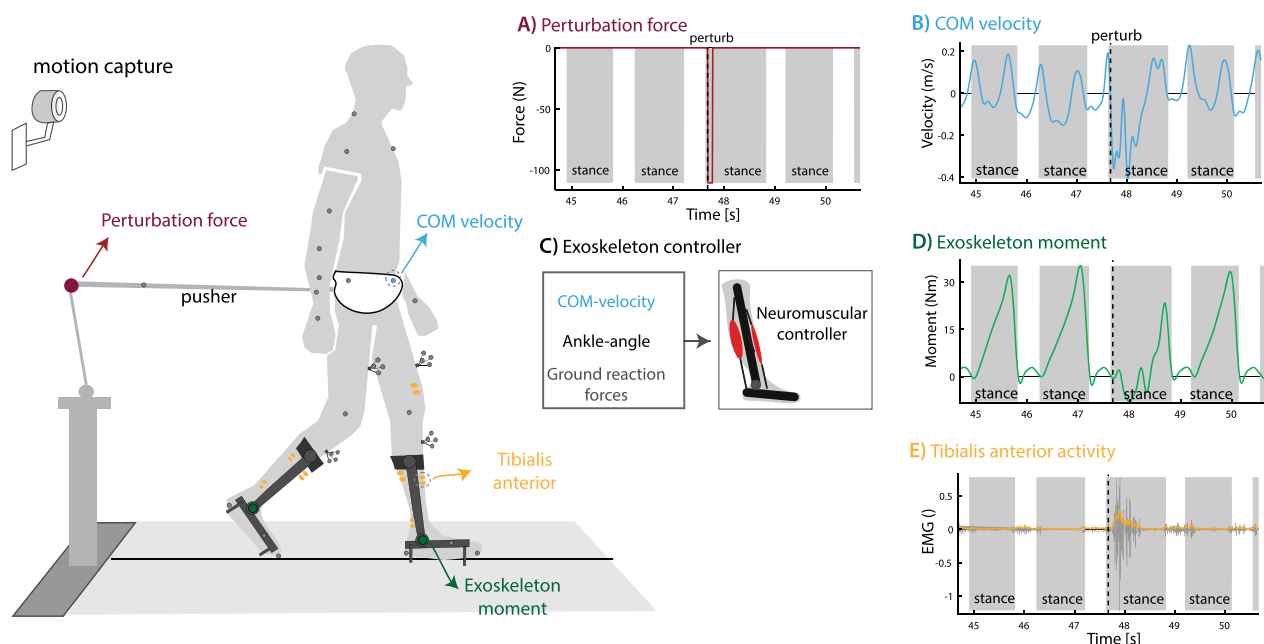 motion capture
Perturbation force
COM velocity
pusher
Tibialis
anterior
Exoskeleton
moment
A) Perturbation force
perturb
0
-50
-100
Force (N)
stance
stance
stance
stance
45
46
47
48
49
50
Time [s]
B) COM velocity
perturb
0.2
0
-0.2
-0.4
Velocity (m/s)
stance
stance
stance
stance
45
46
47
48
49
50
C) Exoskeleton controller
COM-velocity
Ankle-angle
Ground reaction
forces
Neuromuscular
controller
D) Exoskeleton moment
30
15
0
Moment (Nm)
stance
stance
stance
stance
45
46
47
48
49
50
E) Tibialis anterior activity
0.5
0
-0.5
-1
EMG ()
stance
stance
stance
stance
45
46
47
48
49
50
Time [s]